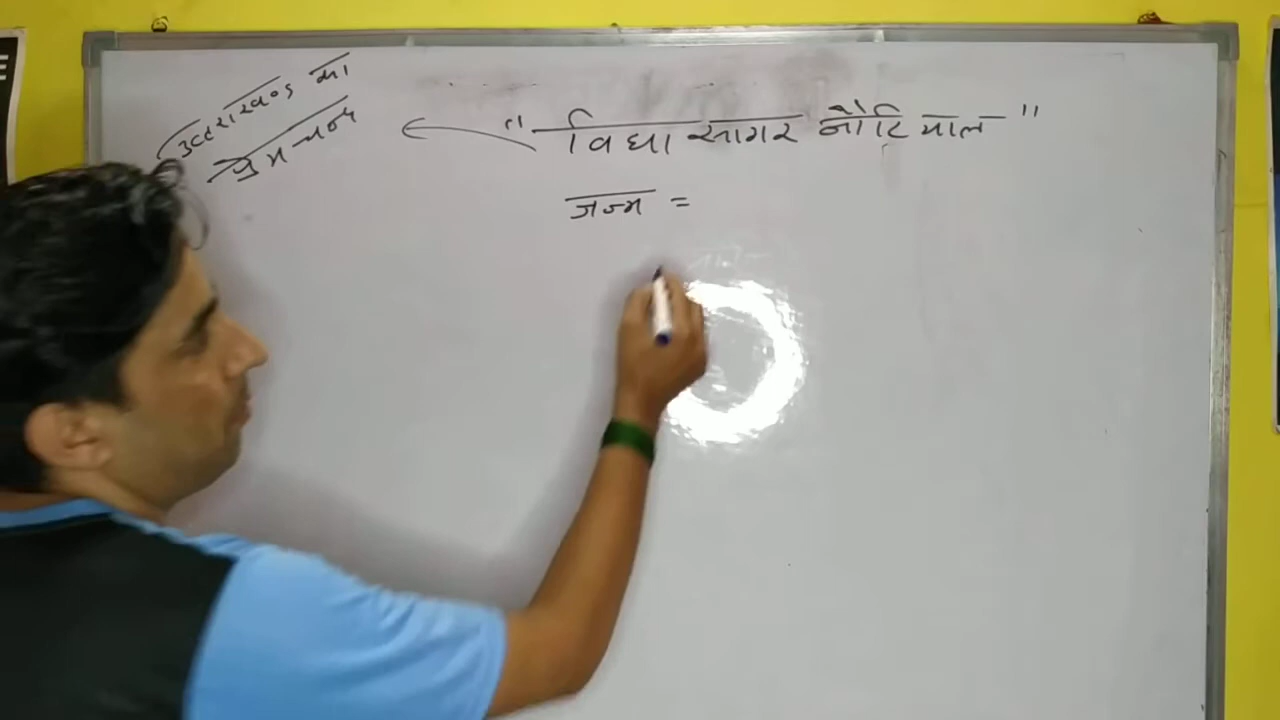 उत्तराखण्ड का
प्रेमचन्द
"विधा सागर नौटियाल"
जन्म =